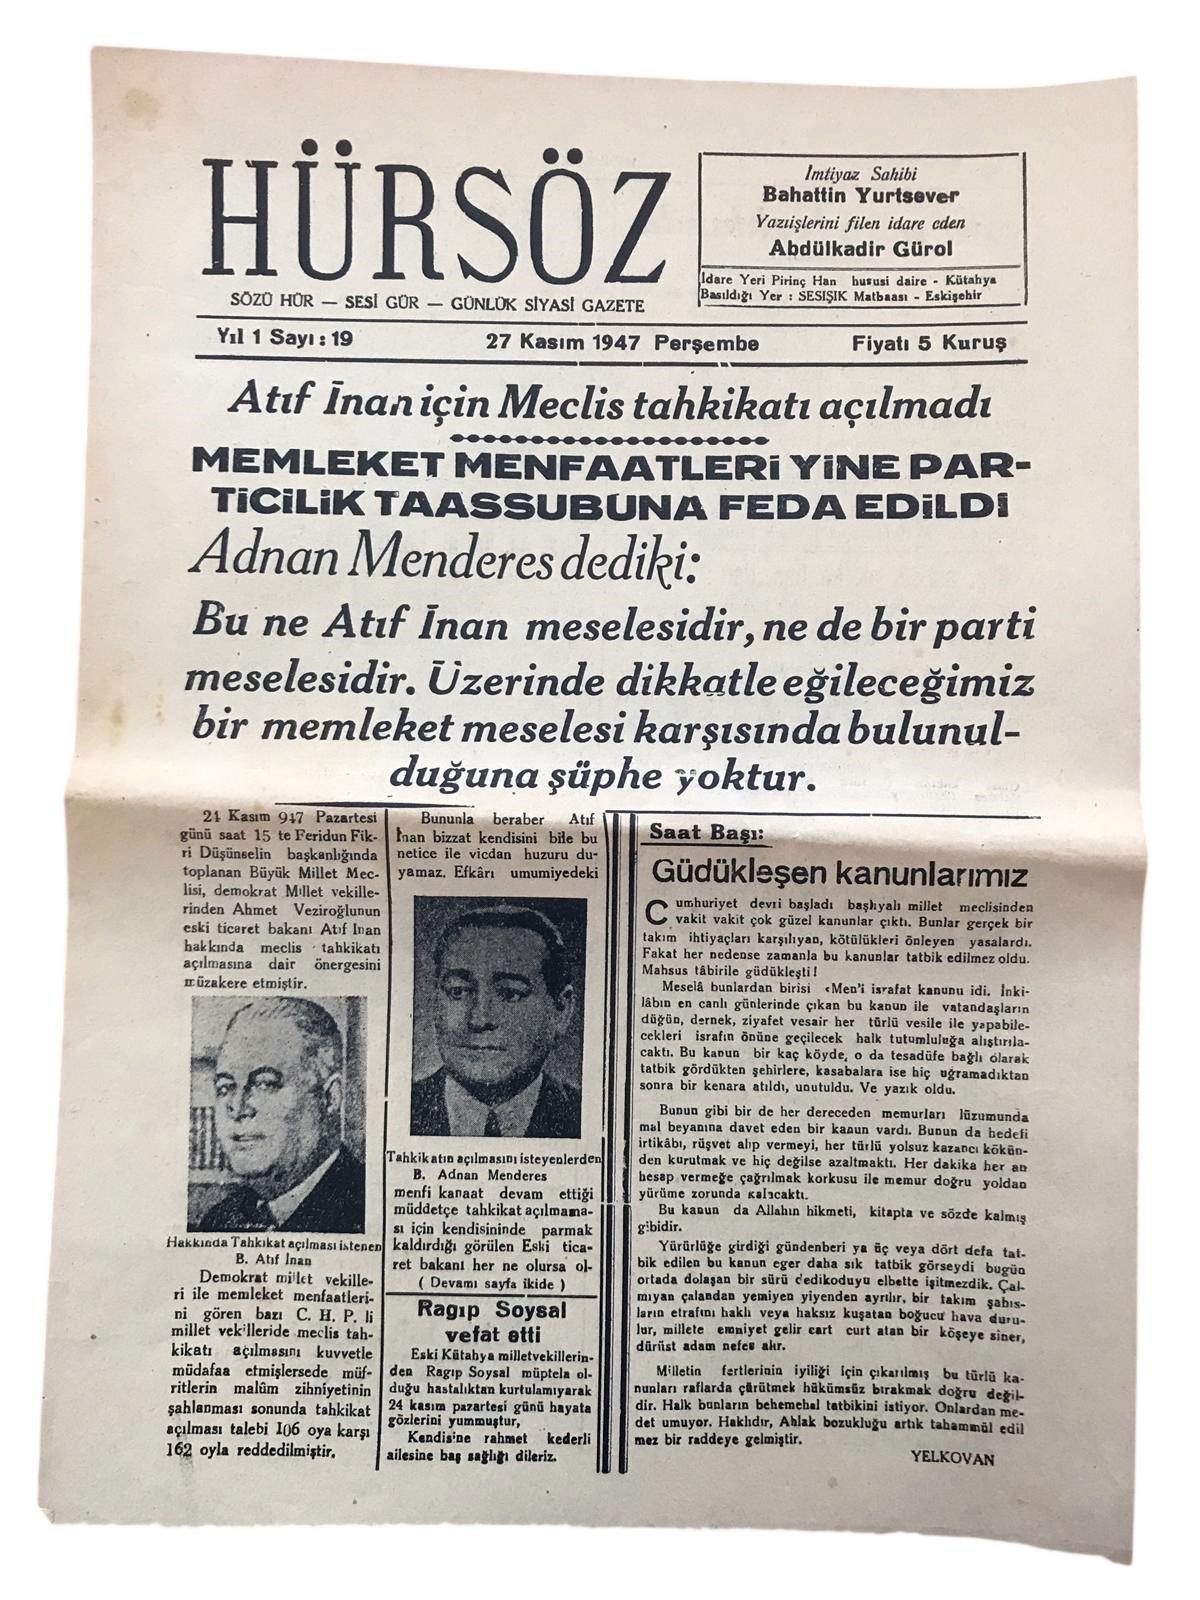 HÜRSÖZ
SÖZÜ HÜR — SESİ GÜR — GÜNLÜK SİYASİ GAZETE
İmtiyaz Sahibi
Bahattin Yurtsever
Yazıişlerini filen idare eden
Abdülkadir Gürol
İdare Yeri Pirinç Han hususi daire - Kütahya
Basıldığı Yer : SESIŞIK Matbaası - Eskişehir
Yıl 1 Sayı: 19
27 Kasım 1947 Perşembe
Fiyatı 5 Kuruş
Atıf İnan için Meclis tahkikatı açılmadı
MEMLEKET MENFAATLERİ YİNE PAR-
TİCİLİK TAASSUBUNA FEDA EDİLDİ
Adnan Menderes dediki:
Bu ne Atıf İnan meselesidir, ne de bir parti
meselesidir. Üzerinde dikkatle eğileceğimiz
bir memleket meselesi karşısında bulunul-
duğuna şüphe yoktur.
24 Kasım 947 Pazartesi
günü saat 15 te Feridun Fik-
ri Düşünselin başkanlığında
toplanan Büyük Millet Mec-
lisi, demokrat Millet vekille-
rinden Ahmet Veziroğlunun
eski ticaret bakanı Atıf İnan
hakkında meclis tahkikatı
açılmasına dair önergesini
müzakere etmiştir.
Hakkında Tahkikat açılması istenen
B. Atıf İnan
Demokrat millet vekille-
ri ile memleket menfaatleri-
ni gören bazı C. H. P. li
millet vekilleride meclis tah-
kikatı açılmasını kuvvetle
müdafaa etmişlersede müf-
ritlerin malûm zihniyetinin
şahlanması sonunda tahkikat
açılması talebi 106 oya karşı
162 oyla reddedilmiştir.
Bununla beraber Atıf
İnan bizzat kendisini bile bu
netice ile vicdan huzuru du-
yamaz. Efkârı umumiyedeki
Tahkikatın açılmasını isteyenlerden
B. Adnan Menderes
menfi kanaat devam ettiği
müddetçe tahkikat açılmama-
sı için kendisininde parmak
kaldırdığı görülen Eski tica-
ret bakanı her ne olursa ol-
( Devamı sayfa ikide )
Ragıp Soysal
vefat etti
Eski Kütahya milletvekillerin-
den Ragıp Soysal müptela ol-
duğu hastalıktan kurtulamıyarak
24 kasım pazartesi günü hayata
gözlerini yummuştur,
Kendisine rahmet kederli
ailesine baş sağlığı dileriz.
Saat Başı:
Güdükleşen kanunlarımız
Cumhuriyet devri başladı başlıyalı millet meclisinden
vakit vakit çok güzel kanunlar çıktı. Bunlar gerçek bir
takım ihtiyaçları karşılıyan, kötülükleri önleyen yasalardı.
Fakat her nedense zamanla bu kanunlar tatbik edilmez oldu.
Mahsus tâbirile güdükleşti!
Meselâ bunlardan birisi «Men'i israfat kanunu idi. İnki-
lâbın en canlı günlerinde çıkan bu kanun ile vatandaşların
düğün, dernek, ziyafet vesair her türlü vesile ile yapabile-
cekleri israfın önüne geçilecek halk tutumluluğa alıştırıla-
caktı. Bu kanun bir kaç köyde, o da tesadüfe bağlı olarak
tatbik gördükten şehirlere, kasabalara ise hiç uğramadıktan
sonra bir kenara atıldı, unutuldu. Ve yazık oldu.
Bunun gibi bir de her dereceden memurları lüzumunda
mal beyanına davet eden bir kanun vardı. Bunun da hedefi
irtikâbı, rüşvet alıp vermeyi, her türlü yolsuz kazancı kökün-
den kurutmak ve hiç değilse azaltmaktı. Her dakika her an
hesap vermeğe çağrılmak korkusu ile memur doğru yoldan
yürüme zorunda kalacaktı.
Bu kanun da Allahın hikmeti, kitapta ve sözde kalmış
gibidir.
Yürürlüğe girdiği gündenberi ya üç veya dört defa tat-
bik edilen bu kanun eger daha sık tatbik görseydi bugün
ortada dolaşan bir sürü dedikoduyu elbette işitmezdik. Çal-
mıyan çalandan yemiyen yiyenden ayrılır, bir takım şahıs-
ların etrafını haklı veya haksız kuşatan boğucu hava duru-
lur, millete emniyet gelir cart curt atan bir köşeye siner,
dürüst adam nefes alır.
Milletin fertlerinin iyiliği için çıkarılmış bu türlü ka-
nunları raflarda çürütmek hükümsüz bırakmak doğru değil-
dir. Halk bunların behemehal tatbikini istiyor. Onlardan me-
det umuyor. Haklıdır, Ahlak bozukluğu artık tahammül edil
mez bir raddeye gelmiştir.
YELKOVAN